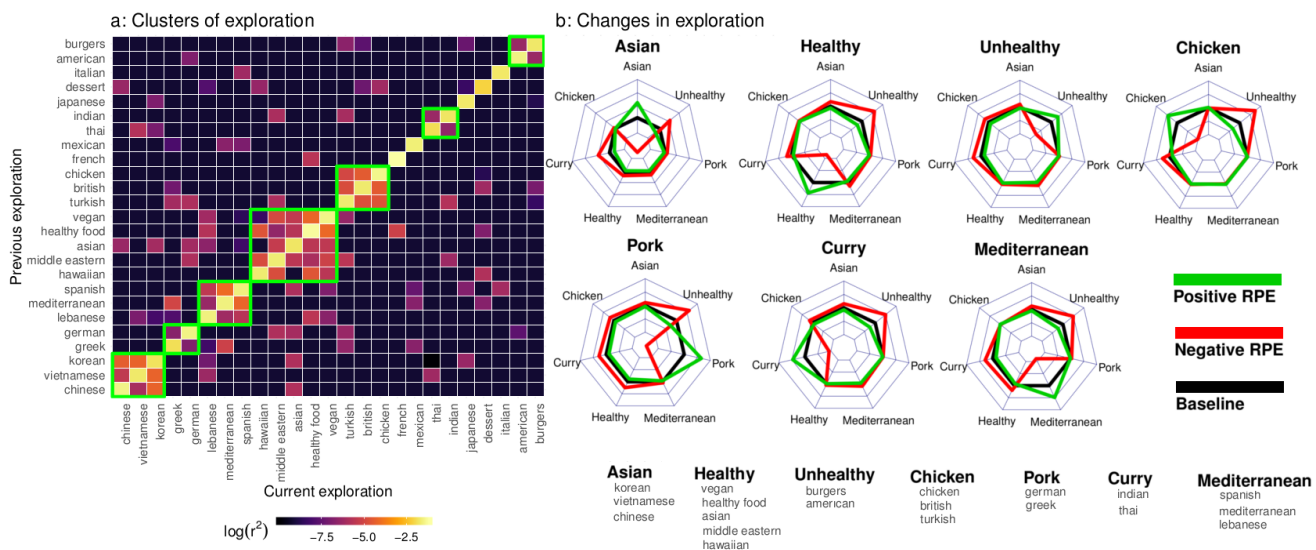 a: Clusters of exploration
Previous exploration
burgers
american
italian
dessert
japanese
indian
thai
mexican
french
chicken
british
turkish
vegan
healthy food
asian
middle eastern
hawaiian
spanish
mediterranean
lebanese
german
greek
korean
vietnamese
chinese
chinese
vietnamese
korean
greek
german
lebanese
mediterranean
spanish
hawaiian
middle eastern
asian
healthy food
vegan
turkish
british
chicken
french
mexican
thai
indian
japanese
dessert
italian
american
burgers
Current exploration
log(r²)
−7.5 −5.0 −2.5
b: Changes in exploration
Asian
Asian
Chicken Unhealthy
Curry Pork
Healthy Mediterranean
Healthy
Asian
Chicken Unhealthy
Curry Pork
Healthy Mediterranean
Unhealthy
Asian
Chicken Unhealthy
Curry Pork
Healthy Mediterranean
Chicken
Asian
Chicken Unhealthy
Curry Pork
Healthy Mediterranean
Pork
Asian
Chicken Unhealthy
Curry Pork
Healthy Mediterranean
Curry
Asian
Chicken Unhealthy
Curry Pork
Healthy Mediterranean
Mediterranean
Asian
Chicken Unhealthy
Curry Pork
Healthy Mediterranean
Positive RPE
Negative RPE
Baseline
Asian
korean
vietnamese
chinese
Healthy
vegan
healthy food
asian
middle eastern
hawaiian
Unhealthy
burgers
american
Chicken
chicken
british
turkish
Pork
german
greek
Curry
indian
thai
Mediterranean
spanish
mediterranean
lebanese